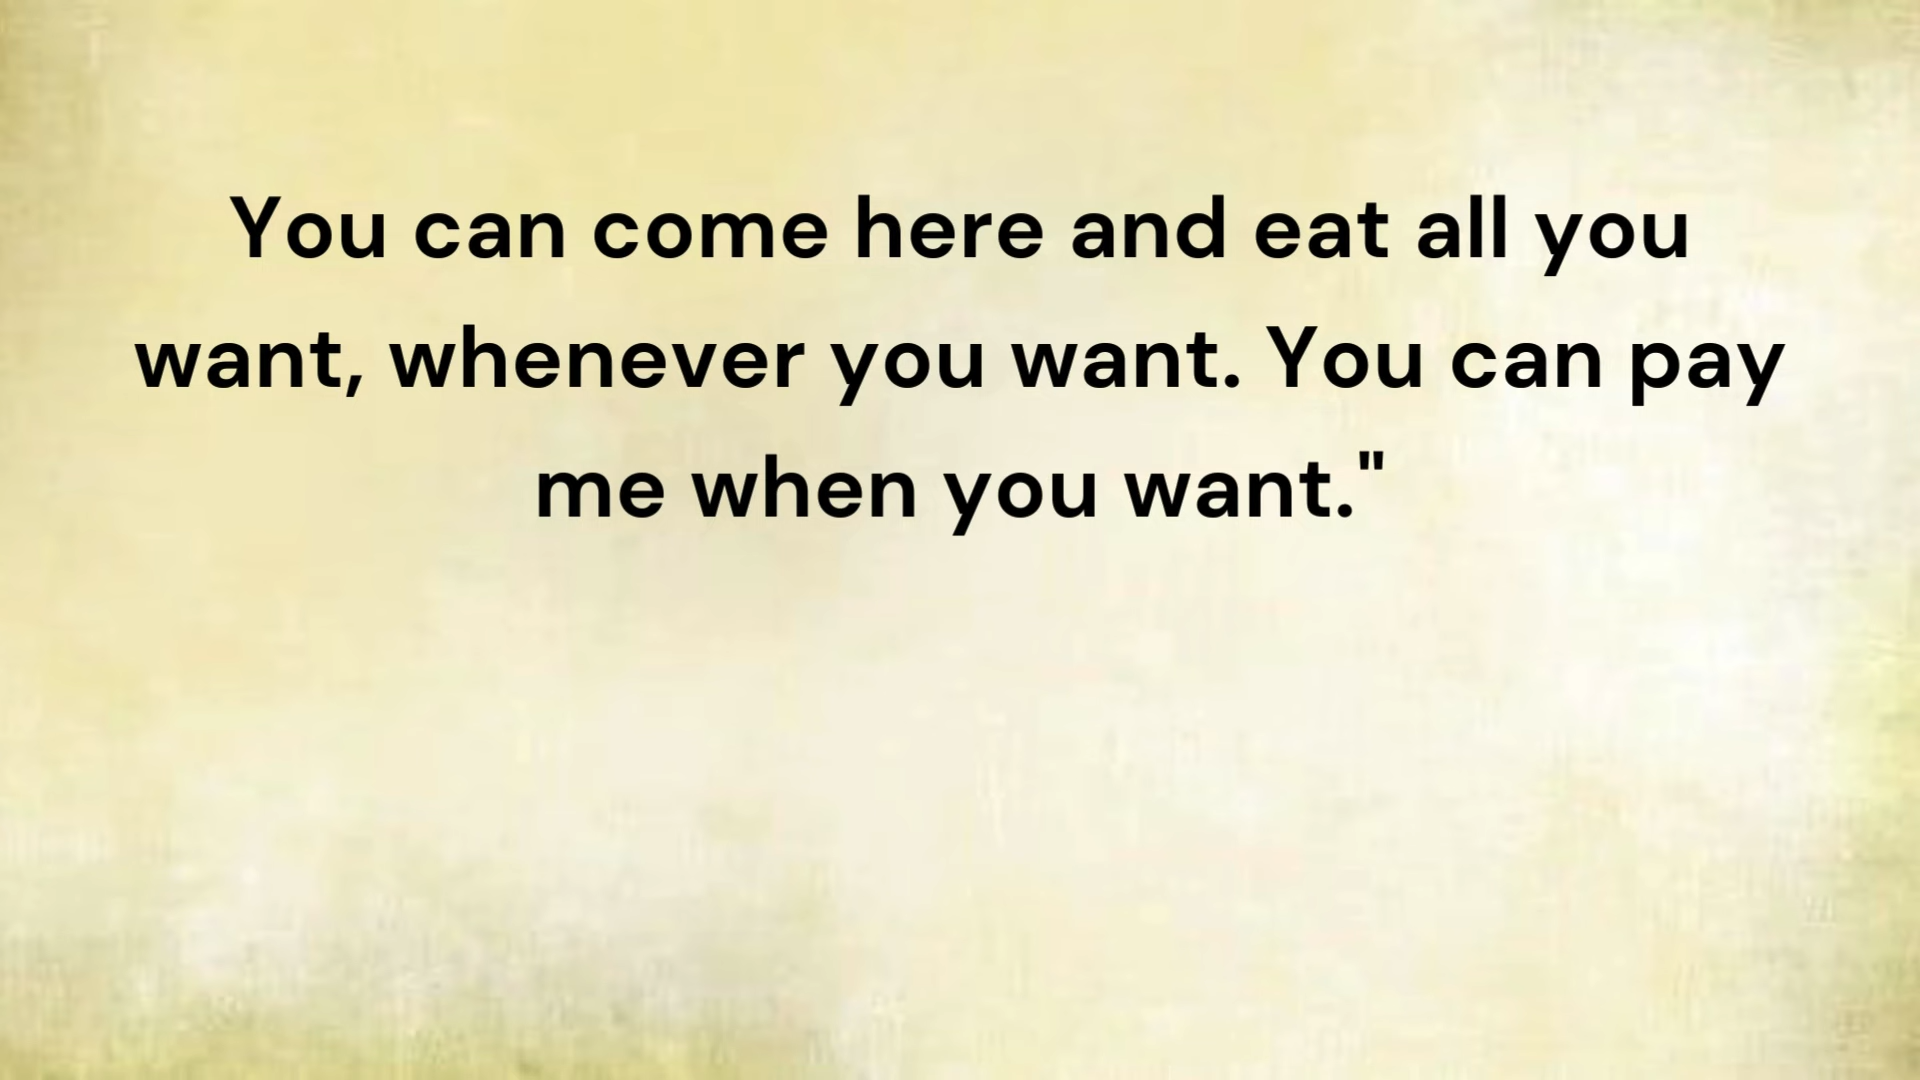 You can come here and eat all you
want, whenever you want. You can pay
me when you want."